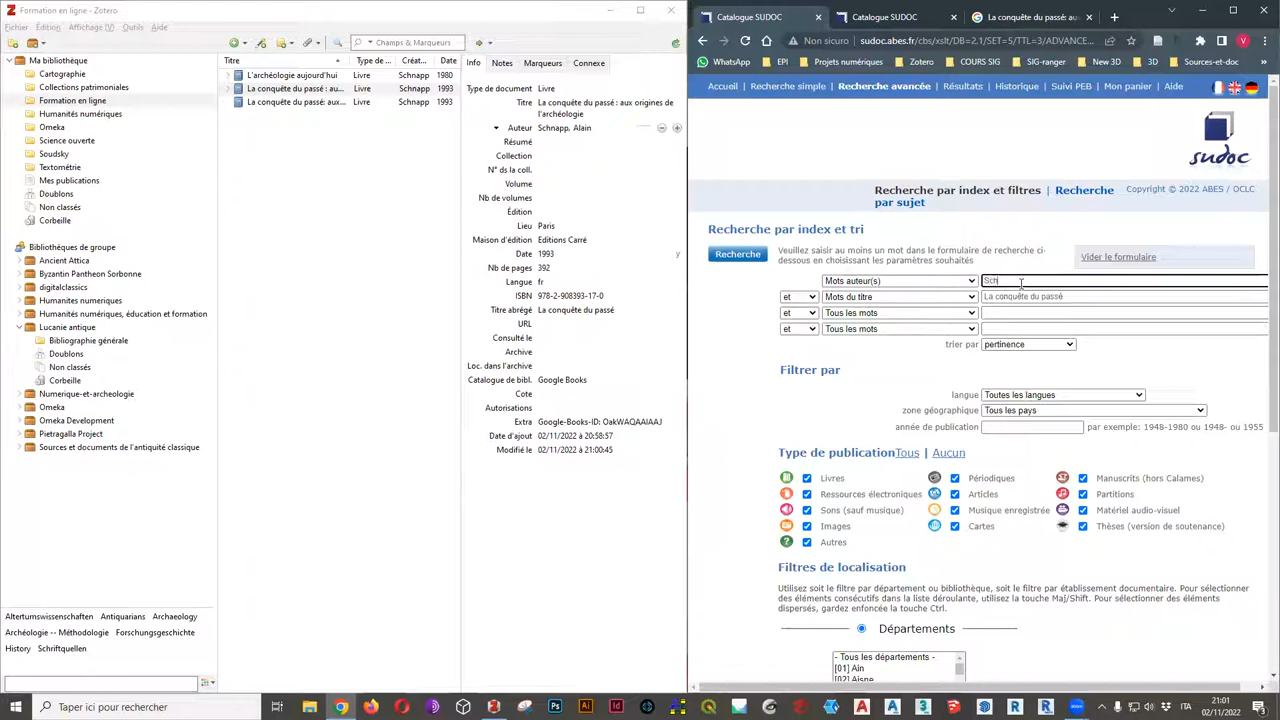 Formation en ligne - Zotero
Fichier Edition Affichage (V) Outils Aide
Champs & Marqueurs
Ma bibliothèque
Cartographie
Collections patrimoniales
Formation en ligne
Humanités numériques
Omeka
Science ouverte
Soudsky
Textométrie
Mes publications
Doublons
Non classés
Corbeille
Bibliothèques de groupe
Ancient Attica
Byzantin Pantheon Sorbonne
digitalclassics
Humanites numeriques
Humanités numériques, éducation et formation
Lucanie antique
Bibliographie générale
Doublons
Non classés
Corbeille
Numerique-et-archeologie
Omeka
Omeka Development
Pietragalla Project
Sources et documents de l'antiquité classique
Altertumswissenschaften Antiquarians Archaeology
Archéologie -- Méthodologie Forschungsgeschichte
History Schriftquellen
Titre Type de ... Créat... Date
L'archéologie aujourd'hui Livre Schnapp 1980
La conquête du passé : au... Livre Schnapp 1993
La conquête du passé: aux... Livre Schnapp 1993
Info Notes Marqueurs Connexe
Type de document Livre
Titre La conquête du passé : aux origines de
l'archéologie
Auteur Schnapp, Alain
Résumé
Collection
N° ds la coll.
Volume
Nb de volumes
Édition
Lieu Paris
Maison d'édition Editions Carré
Date 1993 y
Nb de pages 392
Langue fr
ISBN 978-2-908393-17-0
Titre abrégé La conquête du passé
URL
Consulté le
Archive
Loc. dans l'archive
Catalogue de bibl. Google Books
Cote
Autorisations
Extra Google-Books-ID: OakWAQAAIAAJ
Date d'ajout 02/11/2022 à 20:58:57
Modifié le 02/11/2022 à 21:00:45
Catalogue SUDOC Catalogue SUDOC La conquête du passé: au
Non sicuro sudoc.abes.fr/cbs/xslt/DB=2.1/SET=5/TTL=3/ADVANCE...
WhatsApp EPI Projets Zotero COURS SIG SIG-ranger Omeka New 3D 3D Sources-et-doc
Accueil Recherche simple Recherche avancée Résultats Historique Suivi PEB Mon panier Aide
sudoc
Recherche par index et filtres | Recherche
par sujet
Copyright © 2022 ABES / OCLC
Recherche par index et tri
Recherche
Veuillez saisir au moins un mot dans le formulaire de recherche ci-
dessous en choisissant les paramètres souhaités
Vider le formulaire
Mots auteur(s) Sch
et Mots du titre La conquête du passé
et Tous les mots
et Tous les mots
trier par pertinence
Filtrer par
langue Toutes les langues
zone géographique Tous les pays
année de publication par exemple: 1948-1980 ou 1948- ou 1955
Type de publication Tous | Aucun
Livres Périodiques Manuscrits (hors Calames)
Ressources électroniques Articles Partitions
Sons (sauf musique) Musique enregistrée Matériel audio-visuel
Images Cartes Thèses (version de soutenance)
Autres
Filtres de localisation
Utilisez soit le filtre par département ou bibliothèque, soit le filtre par établissement documentaire. Pour sélectionner
des éléments consécutifs dans la liste déroulante, utilisez la touche Maj/Shift. Pour sélectionner des éléments
dispersés, gardez enfoncée la touche Ctrl.
Départements
- Tous les départements -
[01] Ain
[02] Aisne
Taper ici pour rechercher
ITA
21:01
02/11/2022